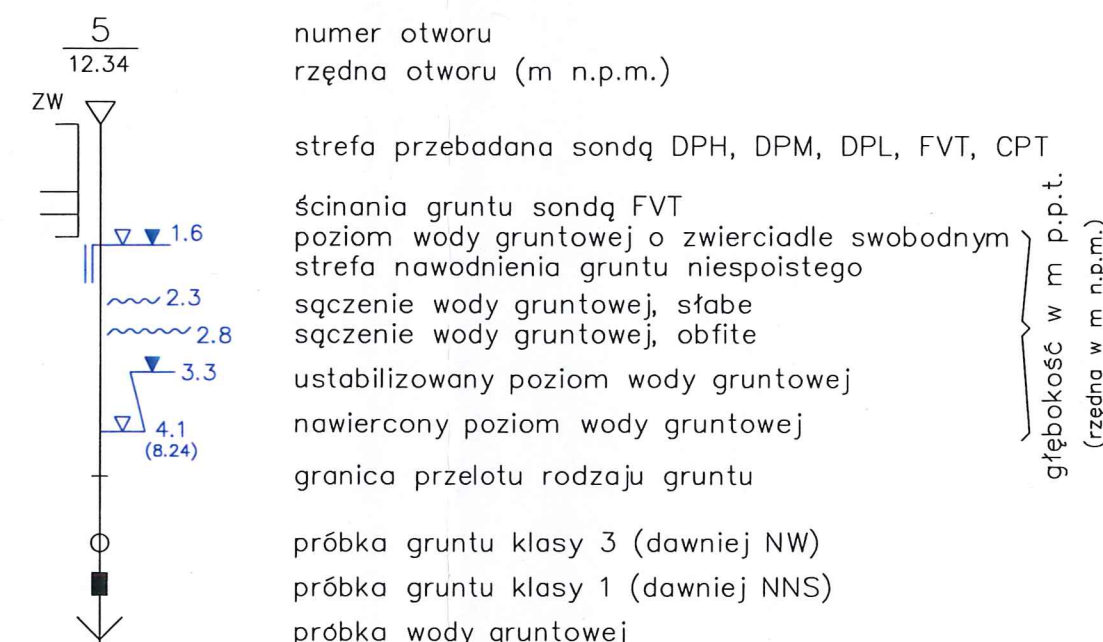 5 numer otworu
12.34 rzędna otworu (m n.p.m.)
ZW
strefa przebadana sondą DPH, DPM, DPL, FVT, CPT
ścinania gruntu sondą FVT
1.6 poziom wody gruntowej o zwierciadle swobodnym
strefa nawodnienia gruntu niespoistego
2.3 sączenie wody gruntowej, słabe
2.8 sączenie wody gruntowej, obfite
3.3 ustabilizowany poziom wody gruntowej
4.1 nawiercony poziom wody gruntowej
(8.24)
granica przelotu rodzaju gruntu
próbka gruntu klasy 3 (dawniej NW)
próbka gruntu klasy 1 (dawniej NNS)
próbka wody gruntowej
głębokość w m p.p.t.
(rzędna w m n.p.m.)